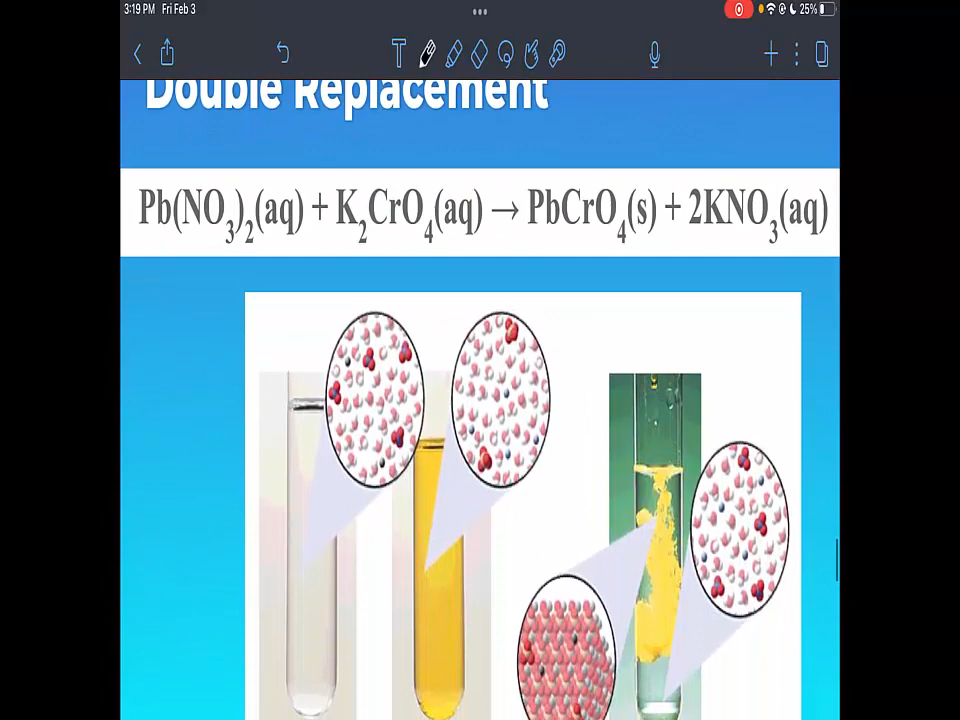 3:19 PM Fri Feb 3
25%
Double Replacement
Pb(NO₃)₂(aq) + K₂CrO₄(aq) → PbCrO₄(s) + 2KNO₃(aq)